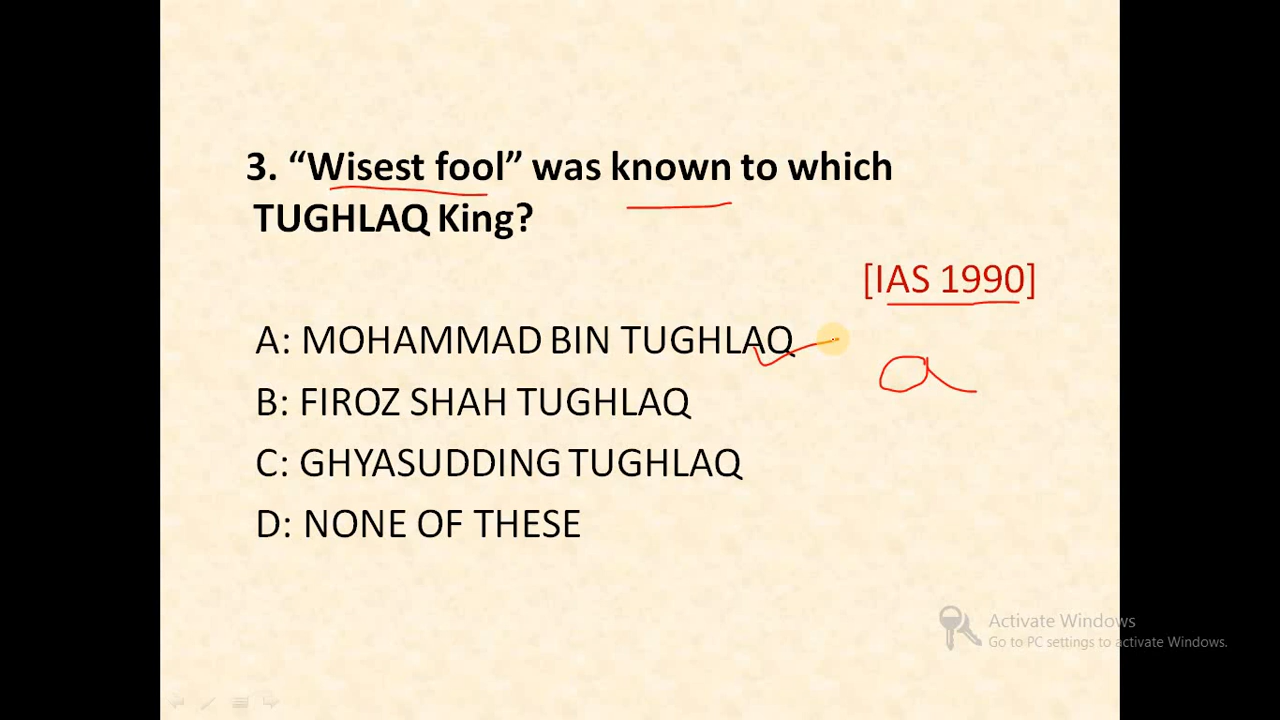 3. “Wisest fool” was known to which
TUGHLAQ King?
[IAS 1990]
A: MOHAMMAD BIN TUGHLAQ
a
B: FIROZ SHAH TUGHLAQ
C: GHYASUDDING TUGHLAQ
D: NONE OF THESE
Activate Windows
Go to PC settings to activate Windows.